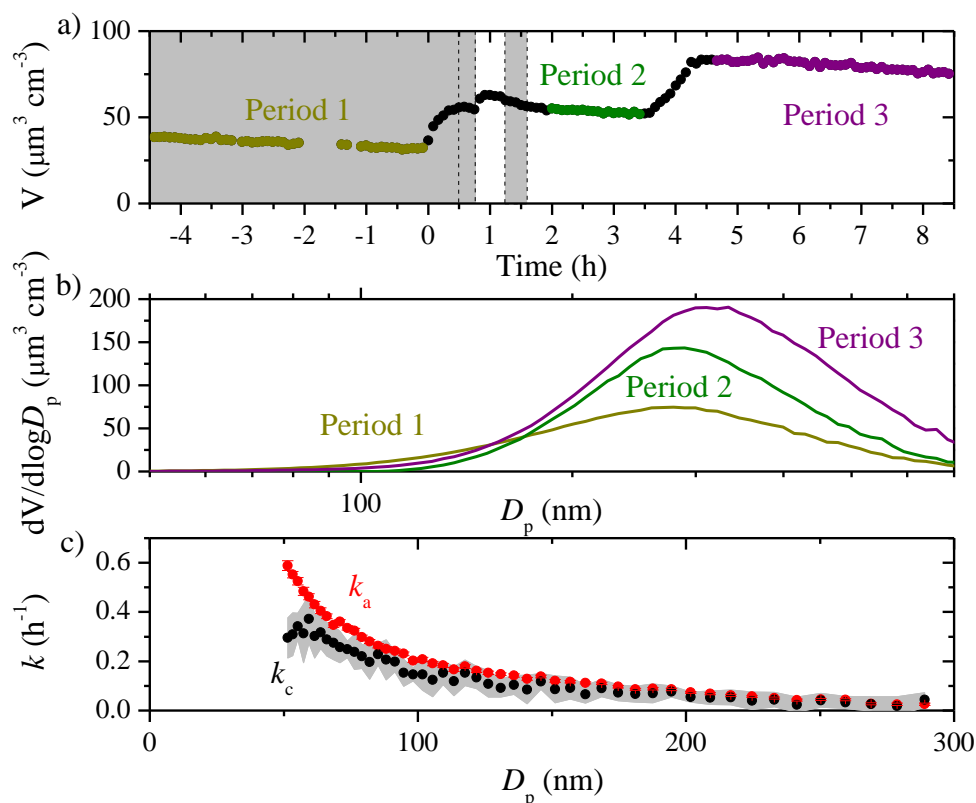 a)
V (μm³ cm⁻³)
100
50
0
Period 1
Period 2
Period 3
-4 -3 -2 -1 0 1 2 3 4 5 6 7 8
Time (h)
b)
dV/dlogDₚ (μm³ cm⁻³)
200
150
100
50
0
Period 1
Period 2
Period 3
100
Dₚ (nm)
c)
k (h⁻¹)
0.6
0.4
0.2
0.0
kₐ
k_c
0 100 200 300
Dₚ (nm)